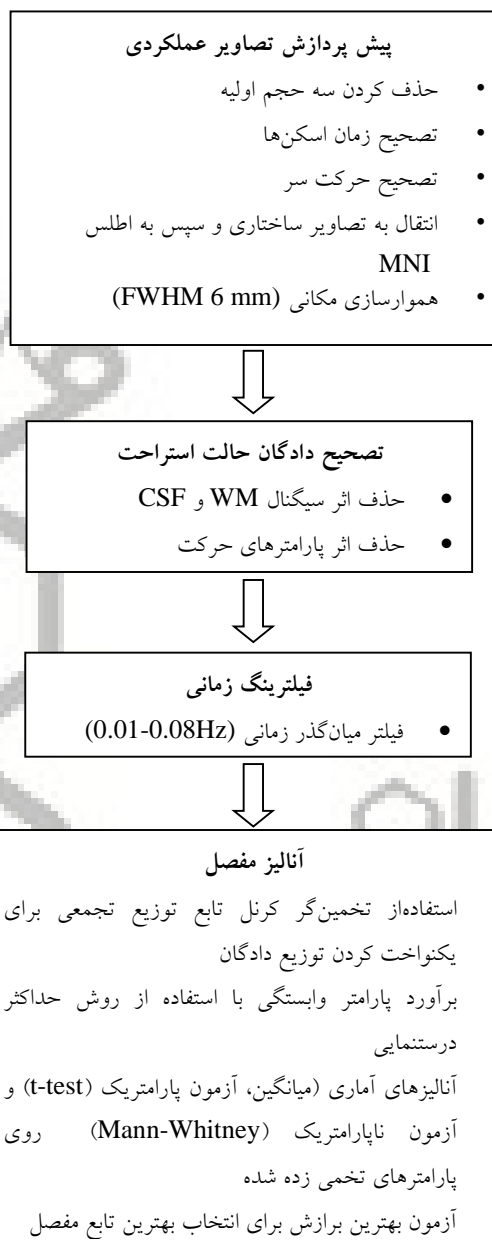 پیش پردازش تصاویر عملکردی
• حذف کردن سه حجم اولیه
• تصحیح زمان اسکن‌ها
• تصحیح حرکت سر
• انتقال به تصاویر ساختاری و سپس به اطلس
MNI
• هموارسازی مکانی (FWHM 6 mm)
تصحیح دادگان حالت استراحت
• حذف اثر سیگنال WM و CSF
• حذف اثر پارامترهای حرکت
فیلترینگ زمانی
• فیلتر میان‌گذر زمانی (0.01-0.08Hz)
آنالیز مفصل
استفاده‌از تخمین‌گر کرنل تابع توزیع تجمعی برای
یکنواخت کردن توزیع دادگان
برآورد پارامتر وابستگی با استفاده از روش حداکثر
درستنمایی
آنالیزهای آماری (میانگین، آزمون پارامتریک (t-test) و
آزمون ناپارامتریک (Mann-Whitney) روی
پارامترهای تخمی زده شده
آزمون بهترین برازش برای انتخاب بهترین تابع مفصل